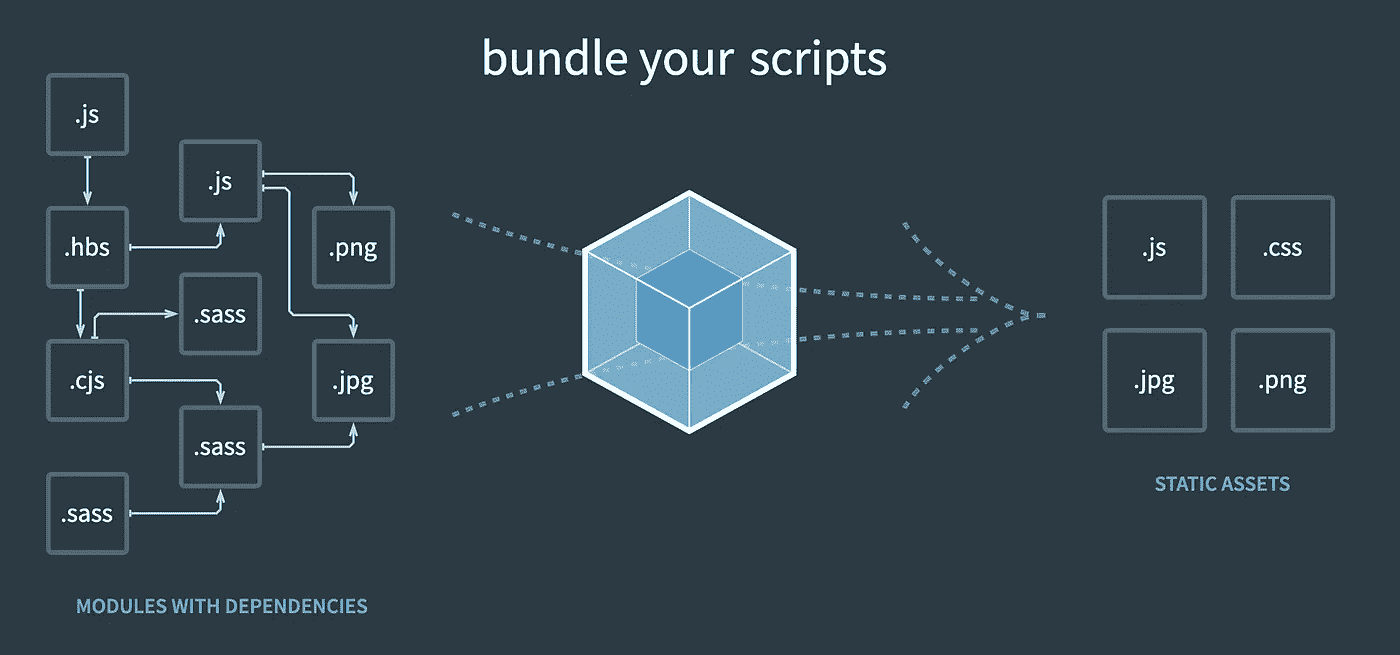 bundle your scripts
.js
.js
.hbs
.png
.sass
.cjs
.jpg
.sass
.sass
MODULES WITH DEPENDENCIES
.js
.css
.jpg
.png
STATIC ASSETS